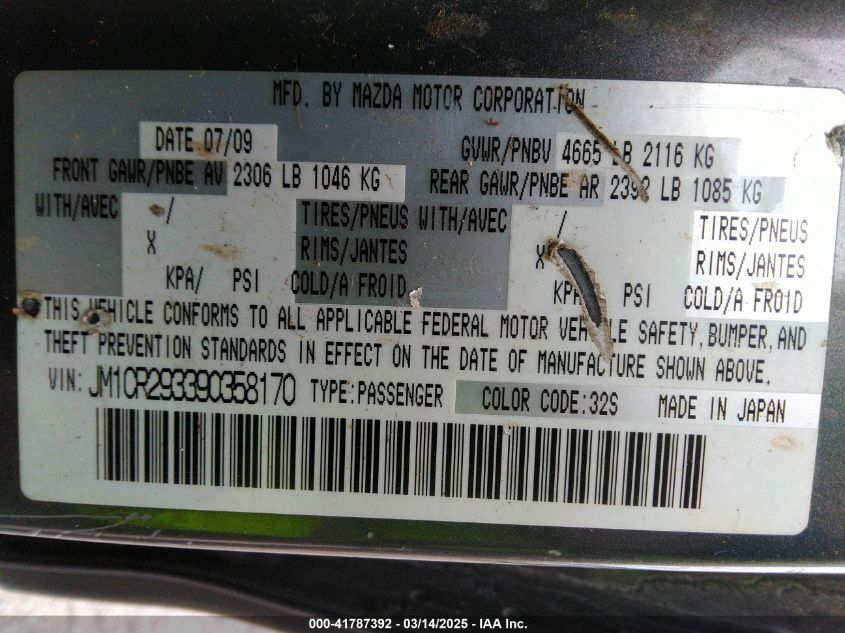 MFD. BY MAZDA MOTOR CORPORATION
DATE 07/09
GVWR/PNBV 4665 LB 2116 KG
FRONT GAWR/PNBE AV 2306 LB 1046 KG
REAR GAWR/PNBE AR 2392 LB 1085 KG
WITH/AVEC / TIRES/PNEUS WITH/AVEC / TIRES/PNEUS
X RIMS/JANTES X RIMS/JANTES
KPA/ PSI COLD/A FROID KPA/ PSI COLD/A FROID
THIS VEHICLE CONFORMS TO ALL APPLICABLE FEDERAL MOTOR VEHICLE SAFETY, BUMPER, AND
THEFT PREVENTION STANDARDS IN EFFECT ON THE DATE OF MANUFACTURE SHOWN ABOVE.
VIN: JM1CR293390358170 TYPE:PASSENGER COLOR CODE:32S MADE IN JAPAN
000-41787392 - 03/14/2025 - IAA Inc.